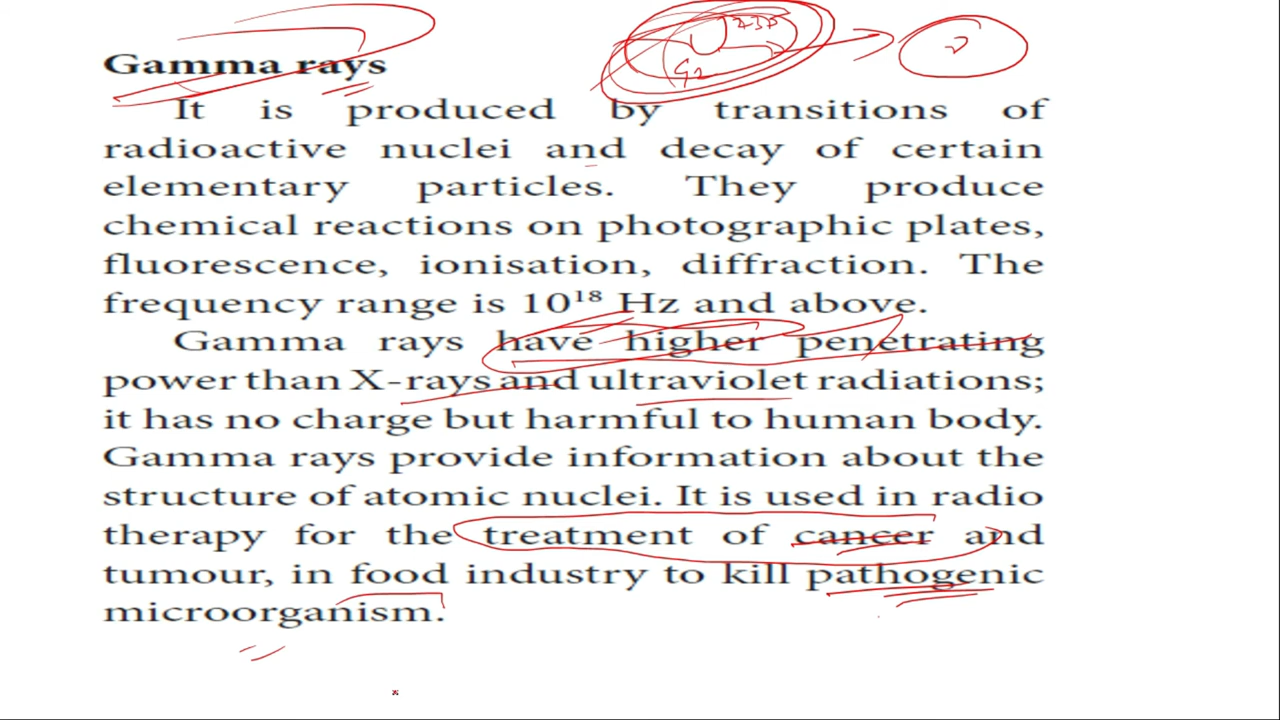 Gamma rays
It is produced by transitions of
radioactive nuclei and decay of certain
elementary particles. They produce
chemical reactions on photographic plates,
fluorescence, ionisation, diffraction. The
frequency range is 10¹⁸ Hz and above.
Gamma rays have higher penetrating
power than X-rays and ultraviolet radiations;
it has no charge but harmful to human body.
Gamma rays provide information about the
structure of atomic nuclei. It is used in radio
therapy for the treatment of cancer and
tumour, in food industry to kill pathogenic
microorganism.